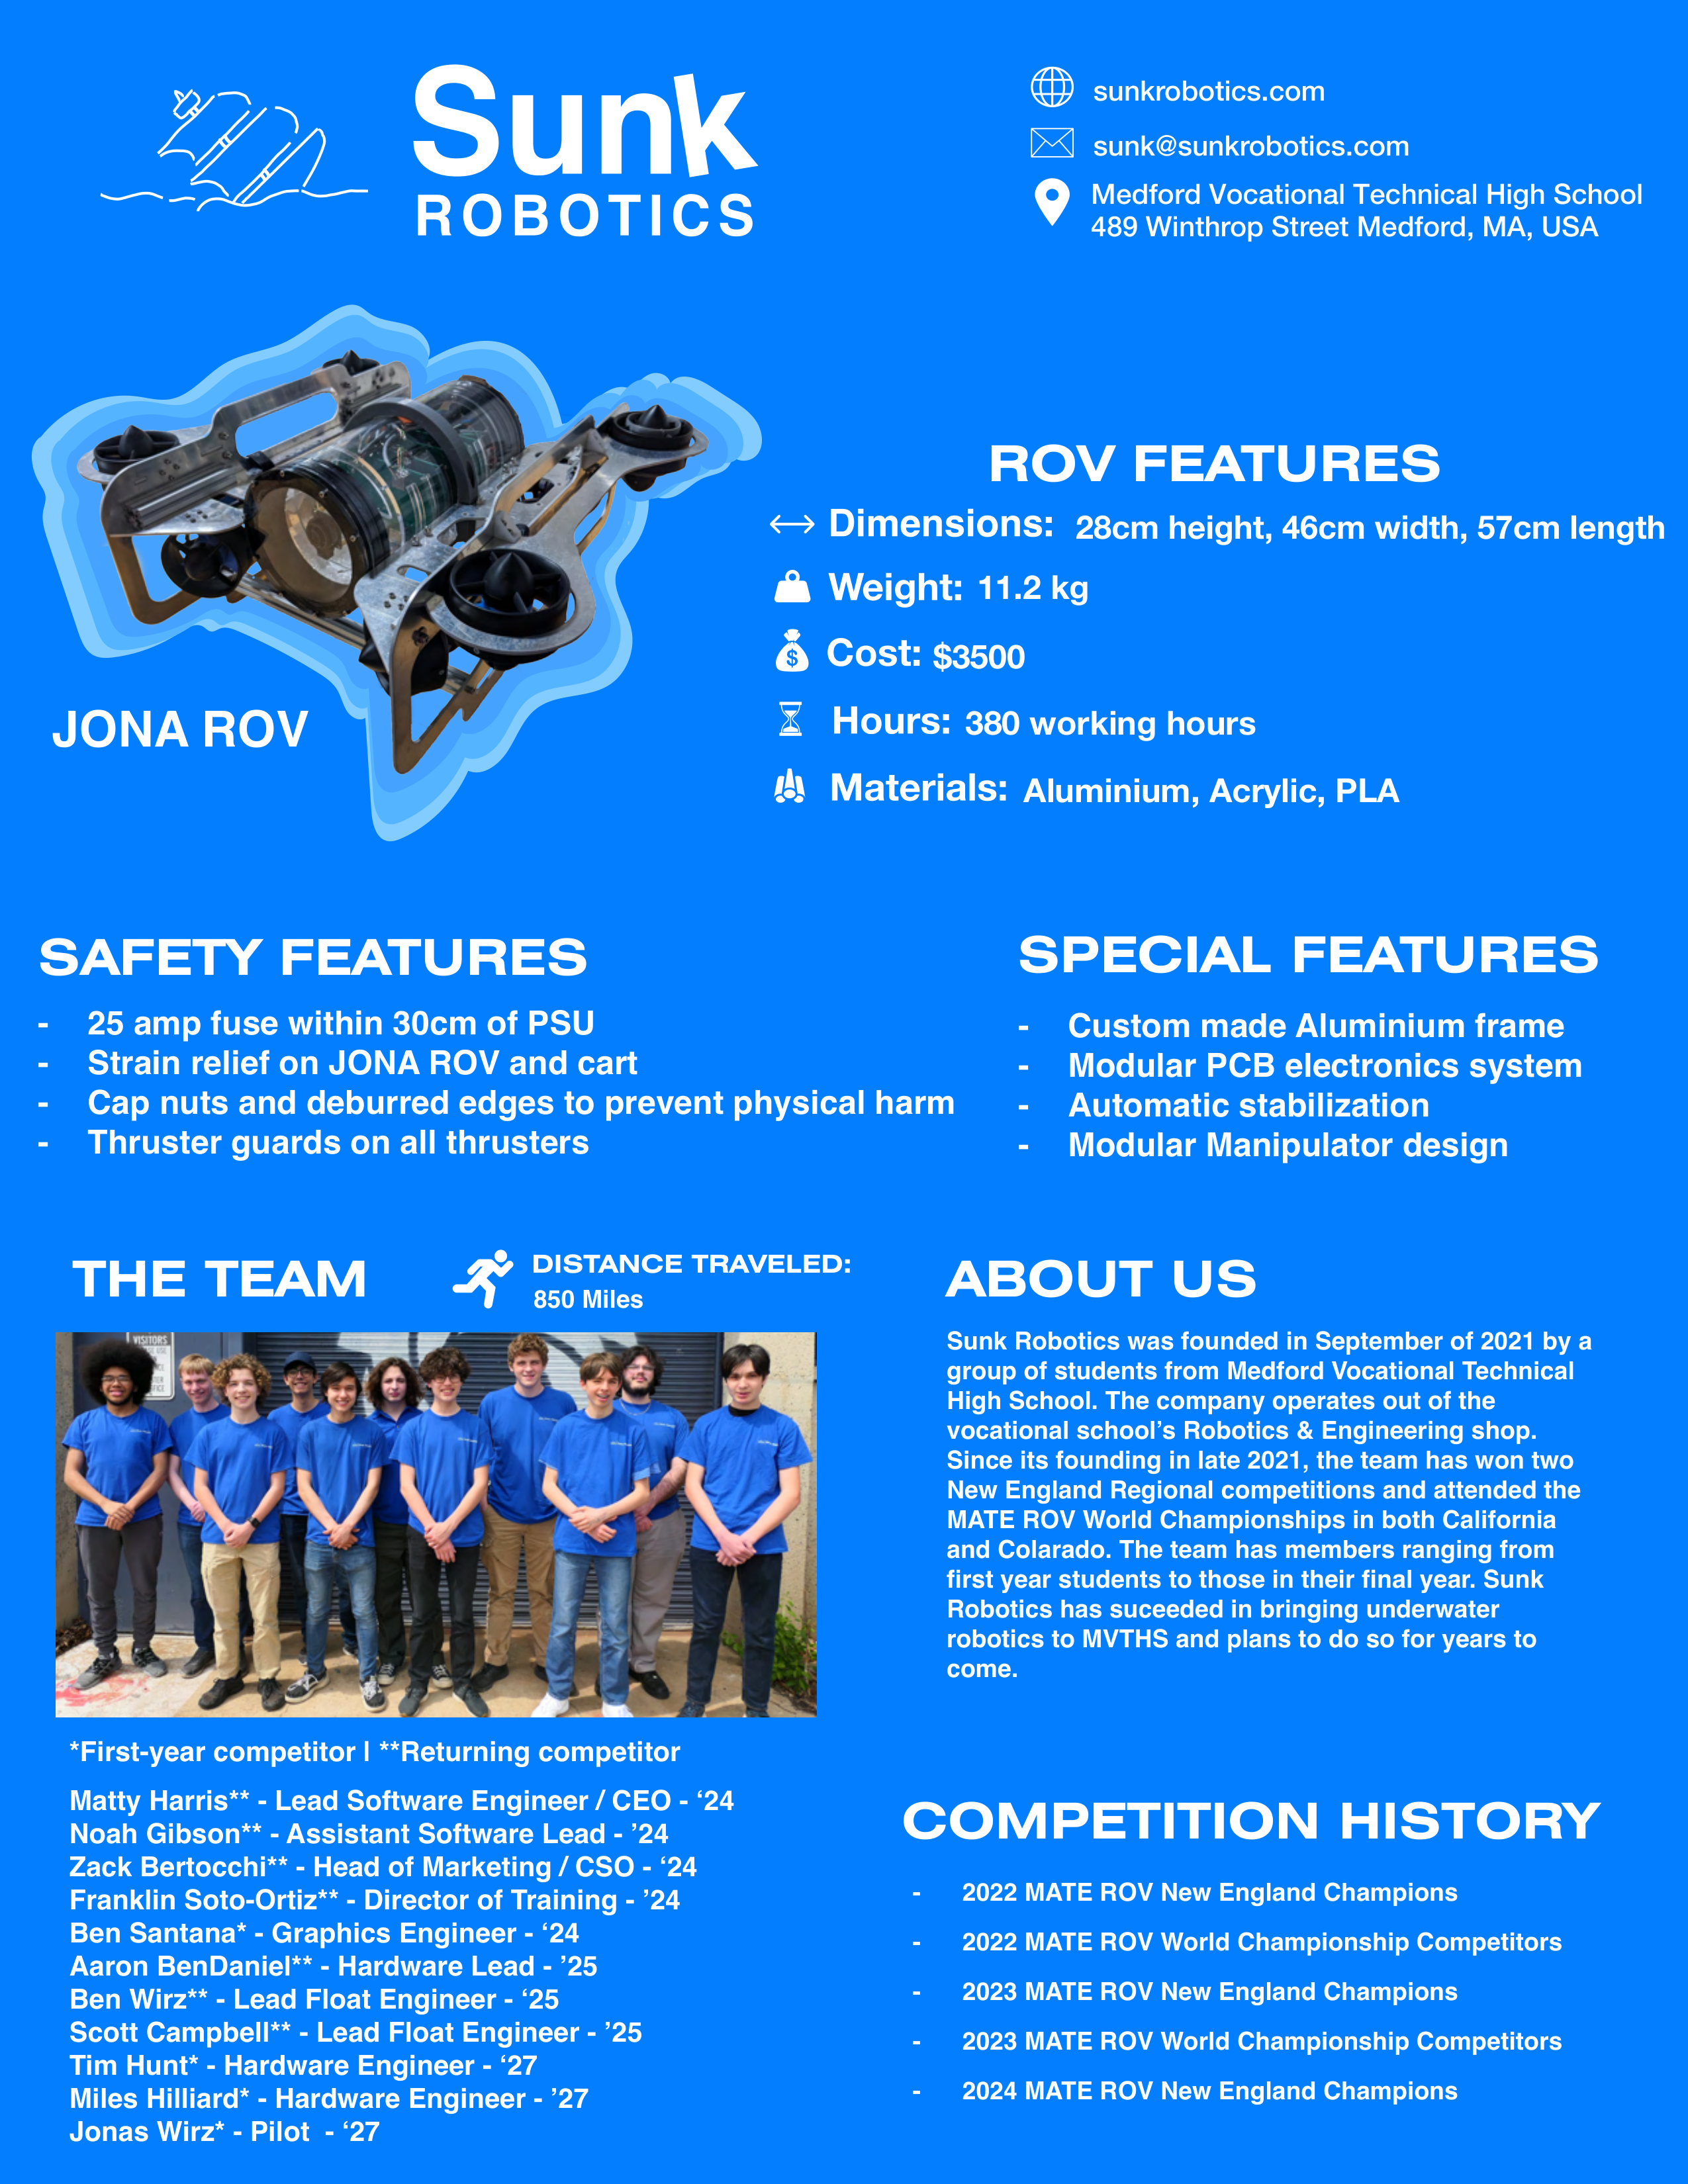 Sunk
ROBOTICS
sunkrobotics.com
sunk@sunkrobotics.com
Medford Vocational Technical High School
489 Winthrop Street Medford, MA, USA
JONA ROV
ROV FEATURES
Dimensions: 28cm height, 46cm width, 57cm length
Weight: 11.2 kg
Cost: $3500
Hours: 380 working hours
Materials: Aluminium, Acrylic, PLA
SAFETY FEATURES
- 25 amp fuse within 30cm of PSU
- Strain relief on JONA ROV and cart
- Cap nuts and deburred edges to prevent physical harm
- Thruster guards on all thrusters
SPECIAL FEATURES
- Custom made Aluminium frame
- Modular PCB electronics system
- Automatic stabilization
- Modular Manipulator design
THE TEAM
DISTANCE TRAVELED:
850 Miles
VISITORS
*First-year competitor | **Returning competitor
Matty Harris** - Lead Software Engineer / CEO - ‘24
Noah Gibson** - Assistant Software Lead - ’24
Zack Bertocchi** - Head of Marketing / CSO - ‘24
Franklin Soto-Ortiz** - Director of Training - ’24
Ben Santana* - Graphics Engineer - ‘24
Aaron BenDaniel** - Hardware Lead - ’25
Ben Wirz** - Lead Float Engineer - ‘25
Scott Campbell** - Lead Float Engineer - ’25
Tim Hunt* - Hardware Engineer - ‘27
Miles Hilliard* - Hardware Engineer - ’27
Jonas Wirz* - Pilot - ‘27
ABOUT US
Sunk Robotics was founded in September of 2021 by a
group of students from Medford Vocational Technical
High School. The company operates out of the
vocational school’s Robotics & Engineering shop.
Since its founding in late 2021, the team has won two
New England Regional competitions and attended the
MATE ROV World Championships in both California
and Colarado. The team has members ranging from
first year students to those in their final year. Sunk
Robotics has suceeded in bringing underwater
robotics to MVTHS and plans to do so for years to
come.
COMPETITION HISTORY
- 2022 MATE ROV New England Champions
- 2022 MATE ROV World Championship Competitors
- 2023 MATE ROV New England Champions
- 2023 MATE ROV World Championship Competitors
- 2024 MATE ROV New England Champions